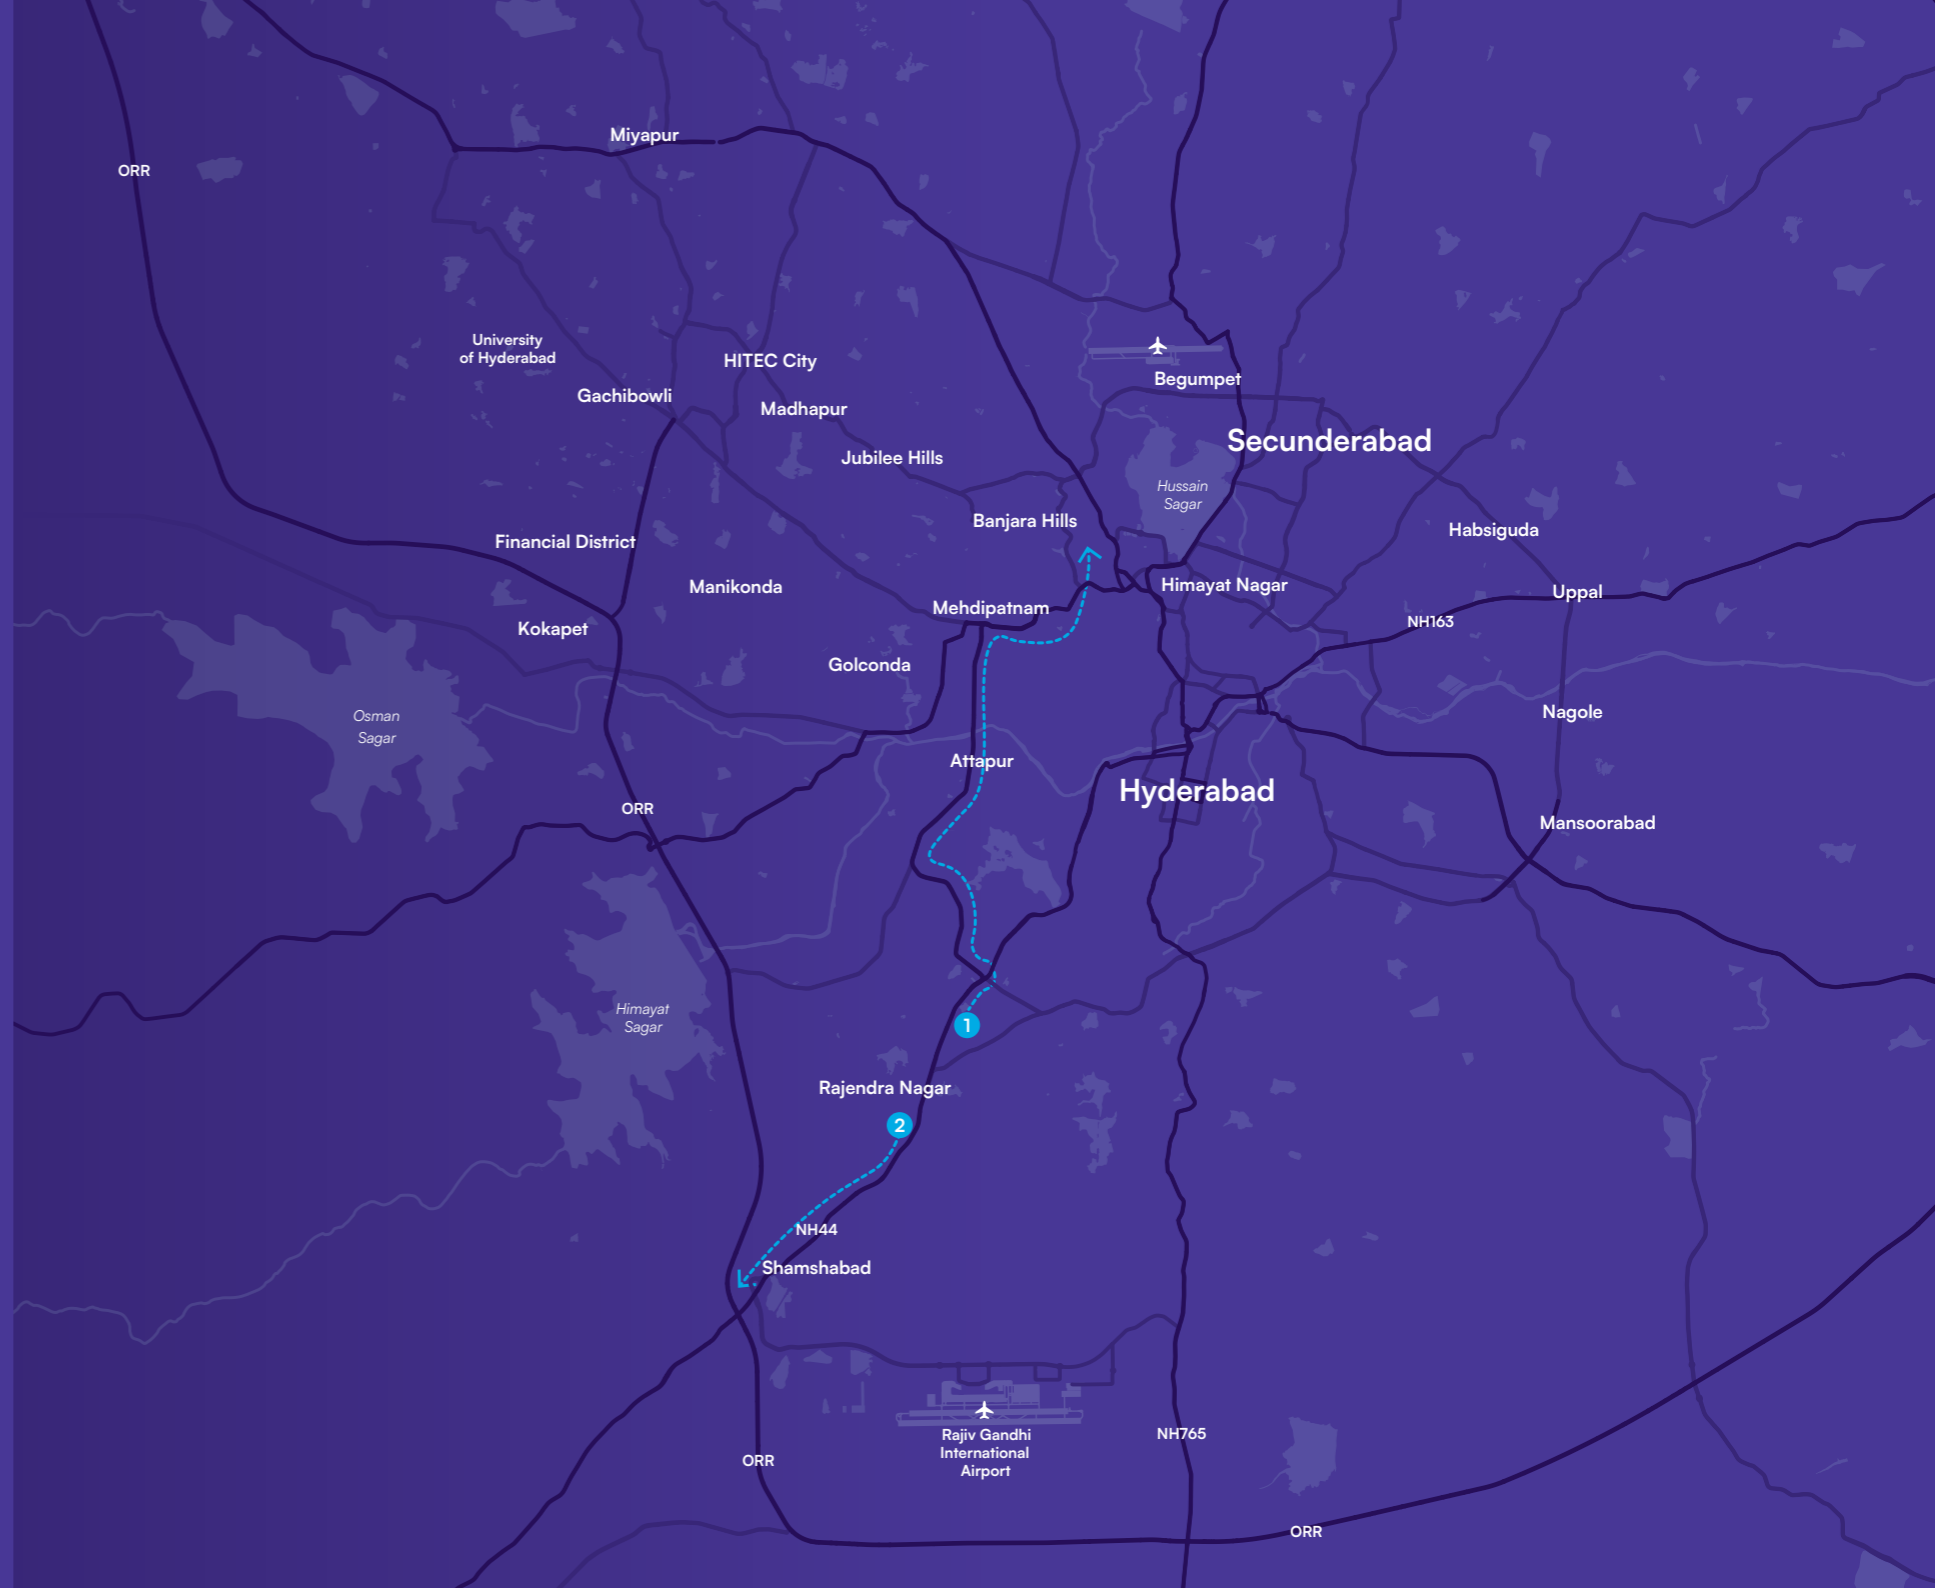 Miyapur
ORR
University
of Hyderabad
HITEC City
Gachibowli
Madhapur
Begumpet
Secunderabad
Jubilee Hills
Hussain
Sagar
Banjara Hills
Habsiguda
Financial District
Manikonda
Himayat Nagar
Uppal
Mehdipatnam
NH163
Kokapet
Golconda
Osman
Sagar
Nagole
Attapur
Hyderabad
ORR
Mansoorabad
Himayat
Sagar
1
Rajendra Nagar
2
NH44
Shamshabad
Rajiv Gandhi
International
Airport
NH765
ORR
ORR